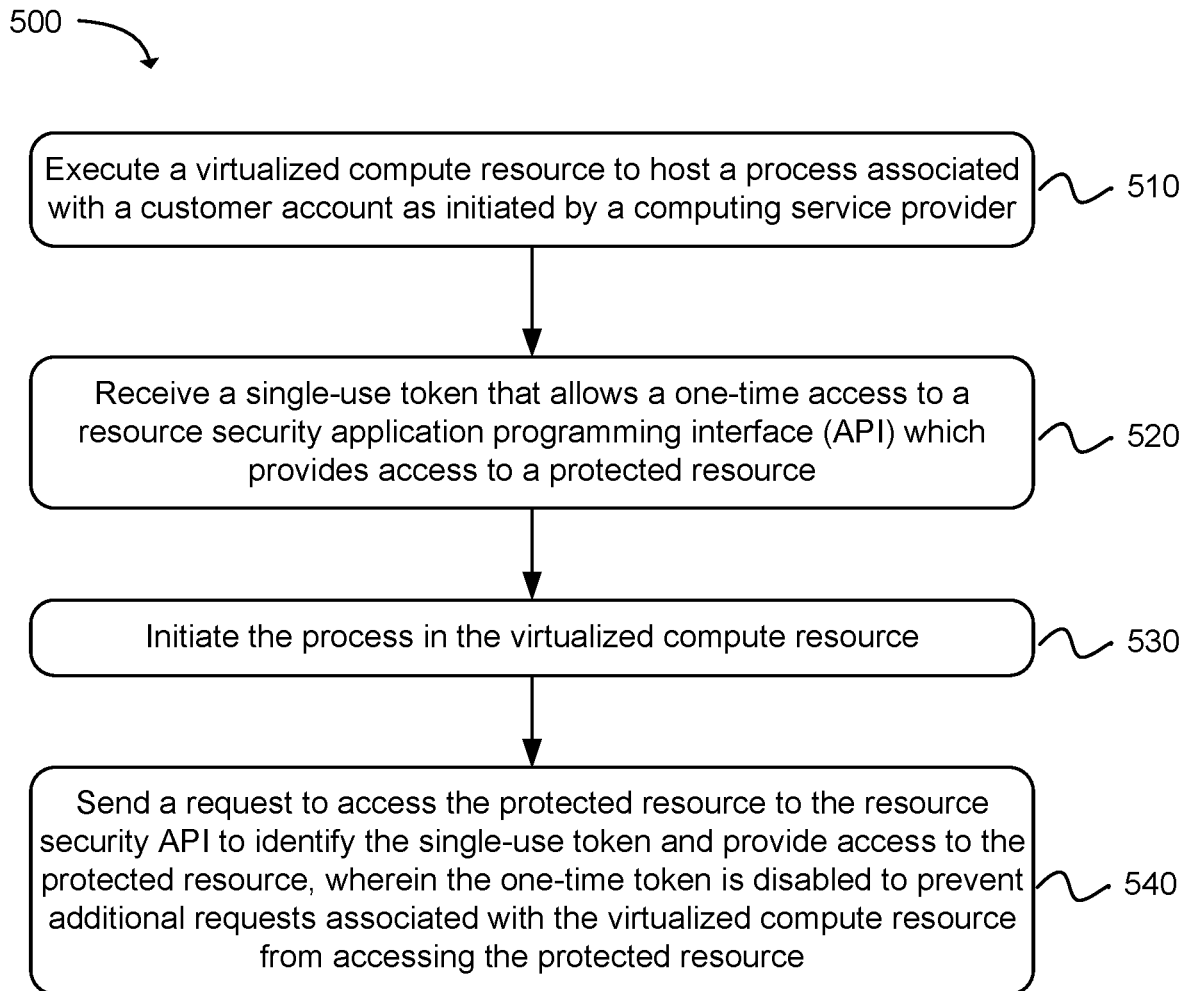 500
Execute a virtualized compute resource to host a process associated
with a customer account as initiated by a computing service provider
510
Receive a single-use token that allows a one-time access to a
resource security application programming interface (API) which
provides access to a protected resource
520
Initiate the process in the virtualized compute resource
530
Send a request to access the protected resource to the resource
security API to identify the single-use token and provide access to the
protected resource, wherein the one-time token is disabled to prevent
additional requests associated with the virtualized compute resource
from accessing the protected resource
540